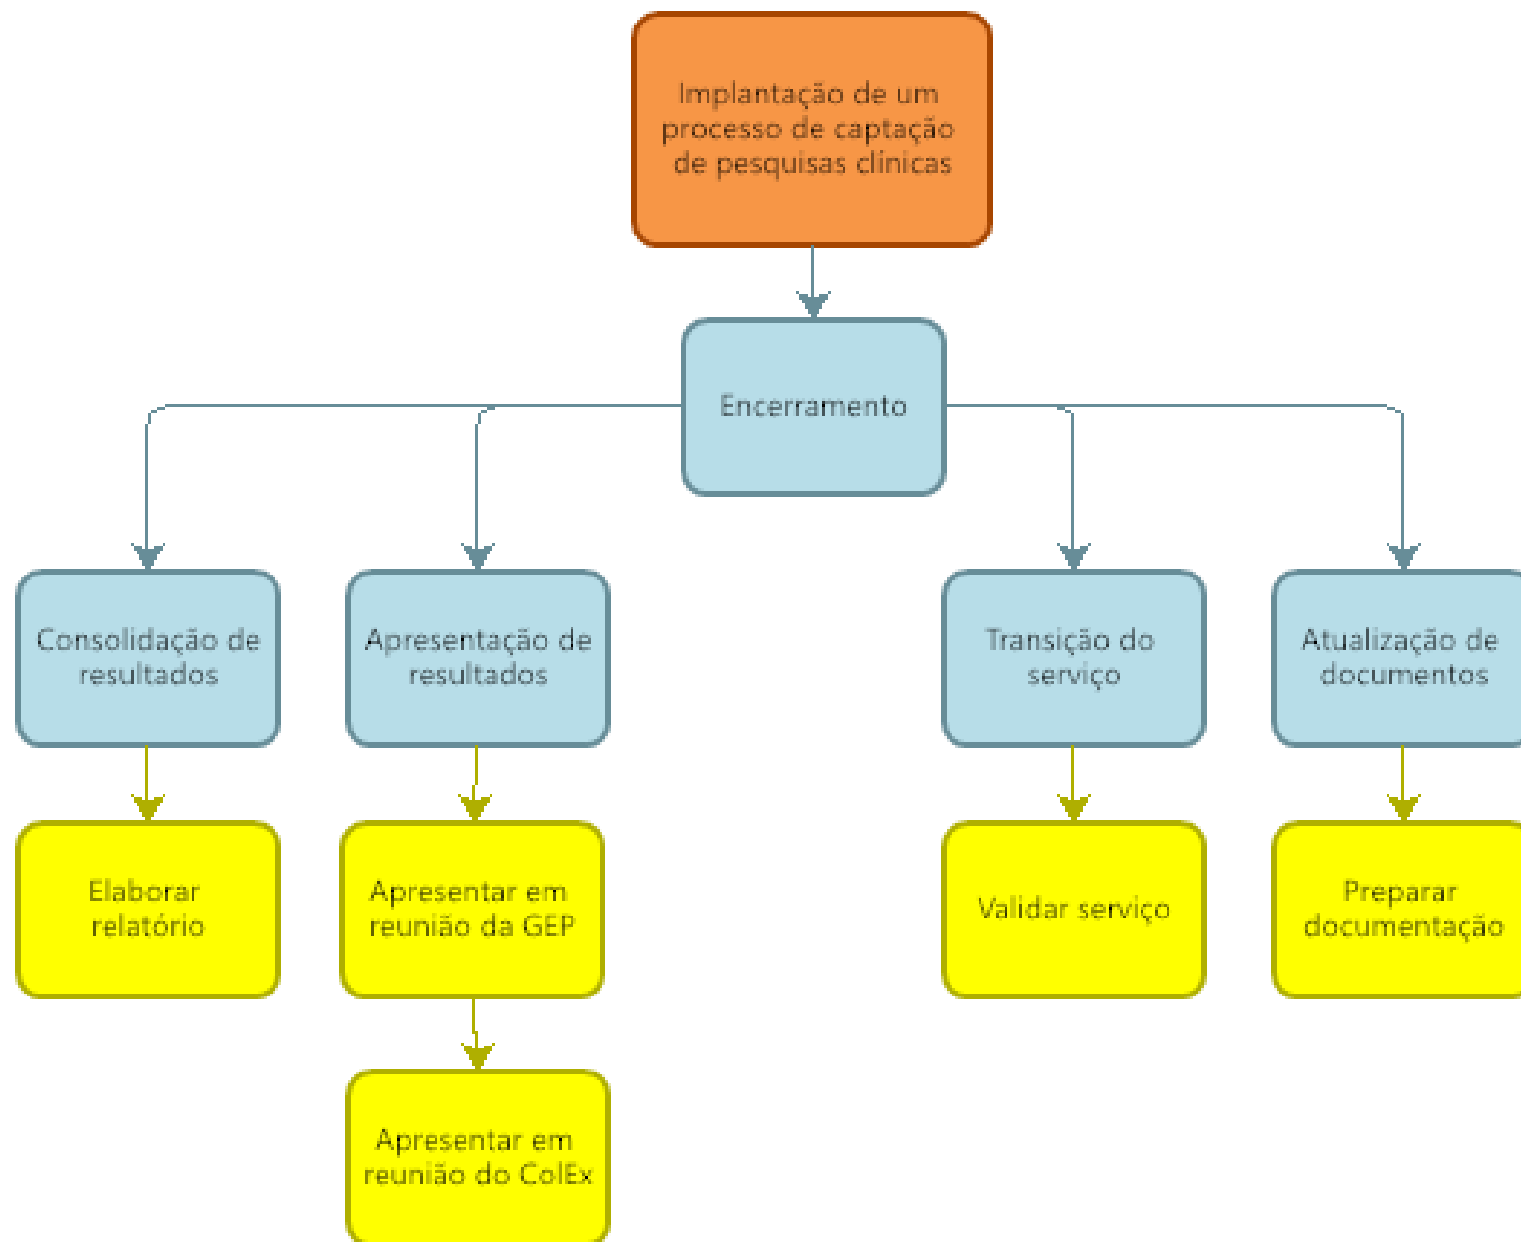 Implantação de um
processo de captação
de pesquisas clínicas
Encerramento
Consolidação de
resultados
Apresentação de
resultados
Transição do
serviço
Atualização de
documentos
Elaborar
relatório
Apresentar em
reunião da GEP
Validar serviço
Preparar
documentação
Apresentar em
reunião do ColEx